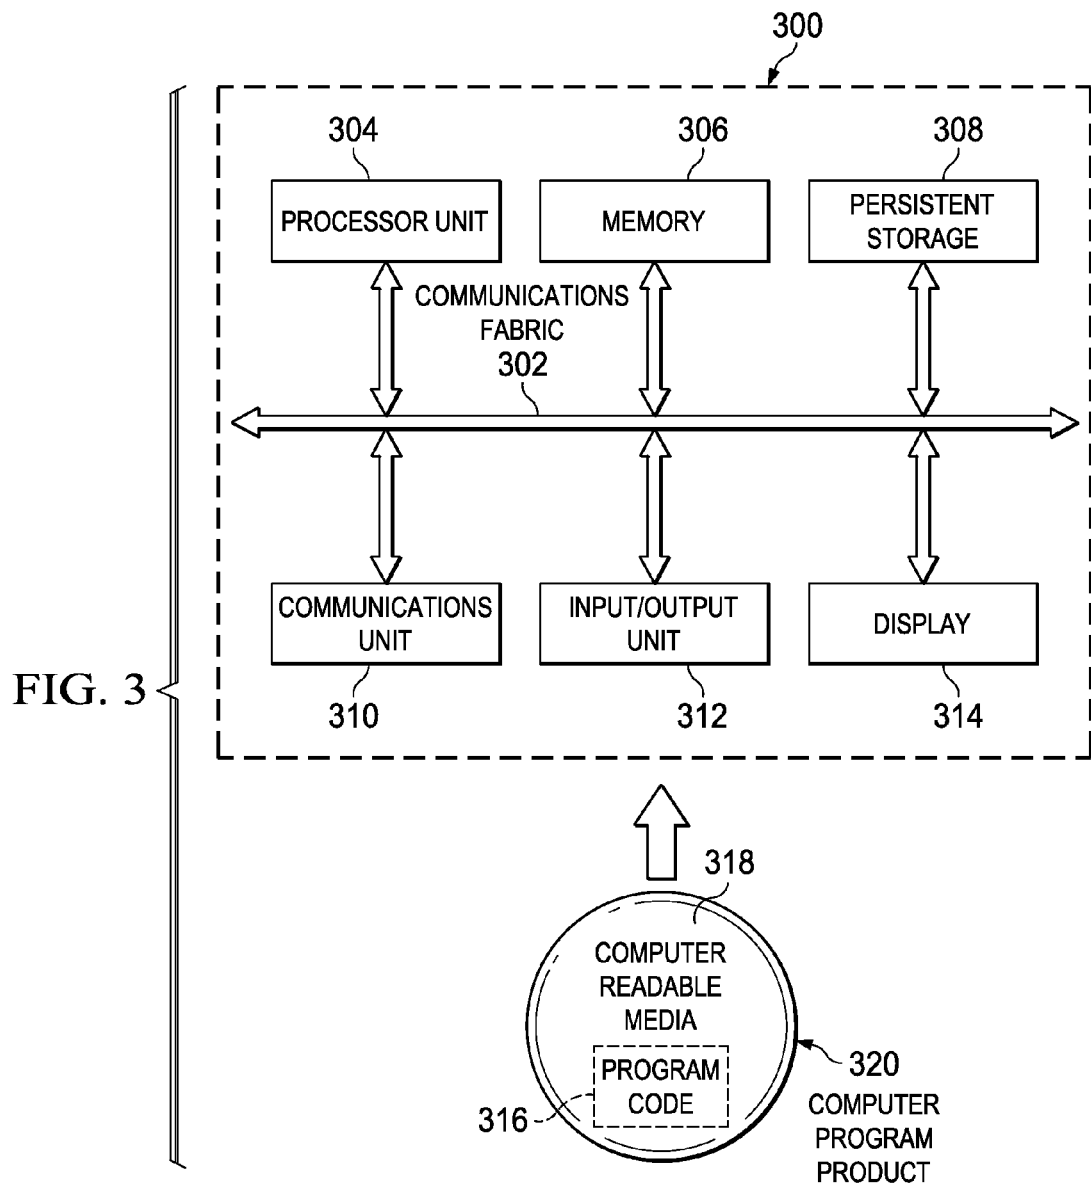 300
304
306
308
PROCESSOR UNIT
MEMORY
PERSISTENT
STORAGE
COMMUNICATIONS
FABRIC
302
COMMUNICATIONS
UNIT
INPUT/OUTPUT
UNIT
DISPLAY
310
312
314
FIG. 3
318
COMPUTER
READABLE
MEDIA
PROGRAM
CODE
316
320
COMPUTER
PROGRAM
PRODUCT